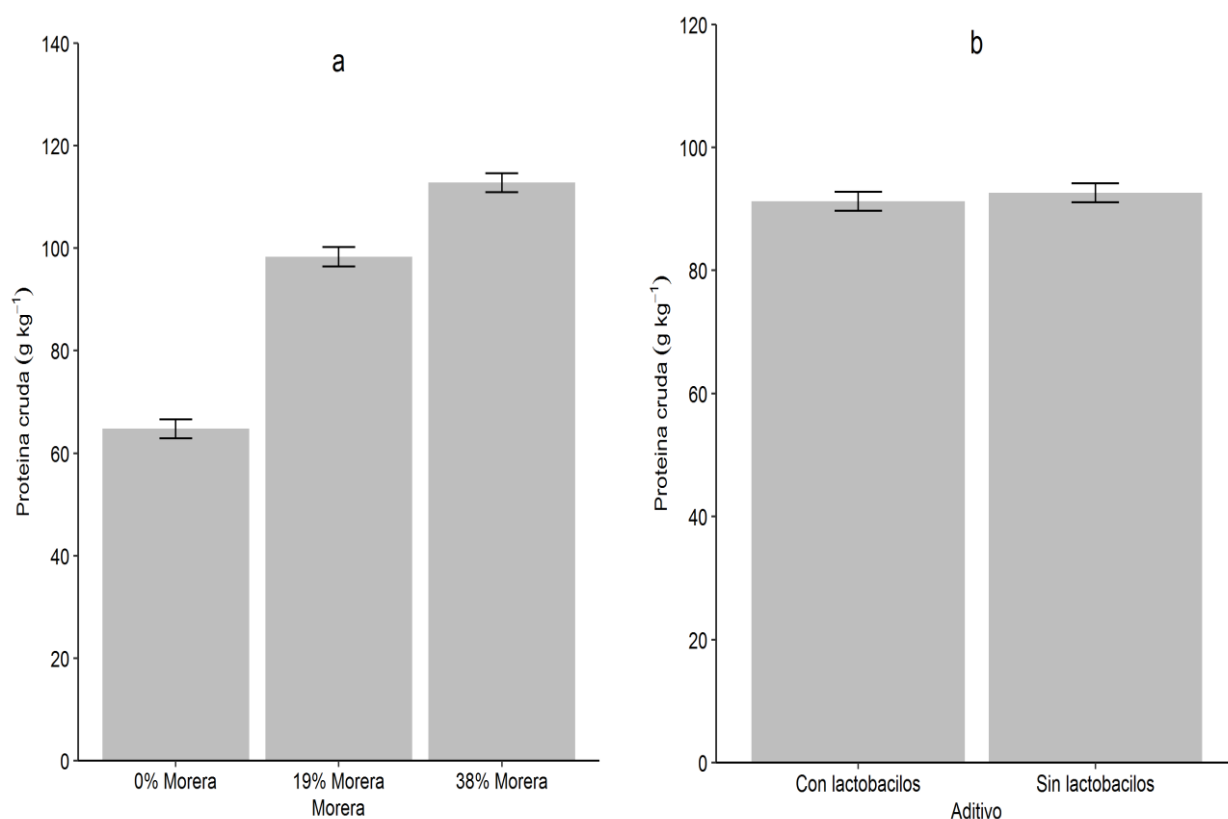 a
Proteina cruda (g kg⁻¹)
140
120
100
80
60
40
20
0
0% Morera 19% Morera 38% Morera
Morera
b
Proteina cruda (g kg⁻¹)
120
100
80
60
40
20
0
Con lactobacilos Sin lactobacilos
Aditivo